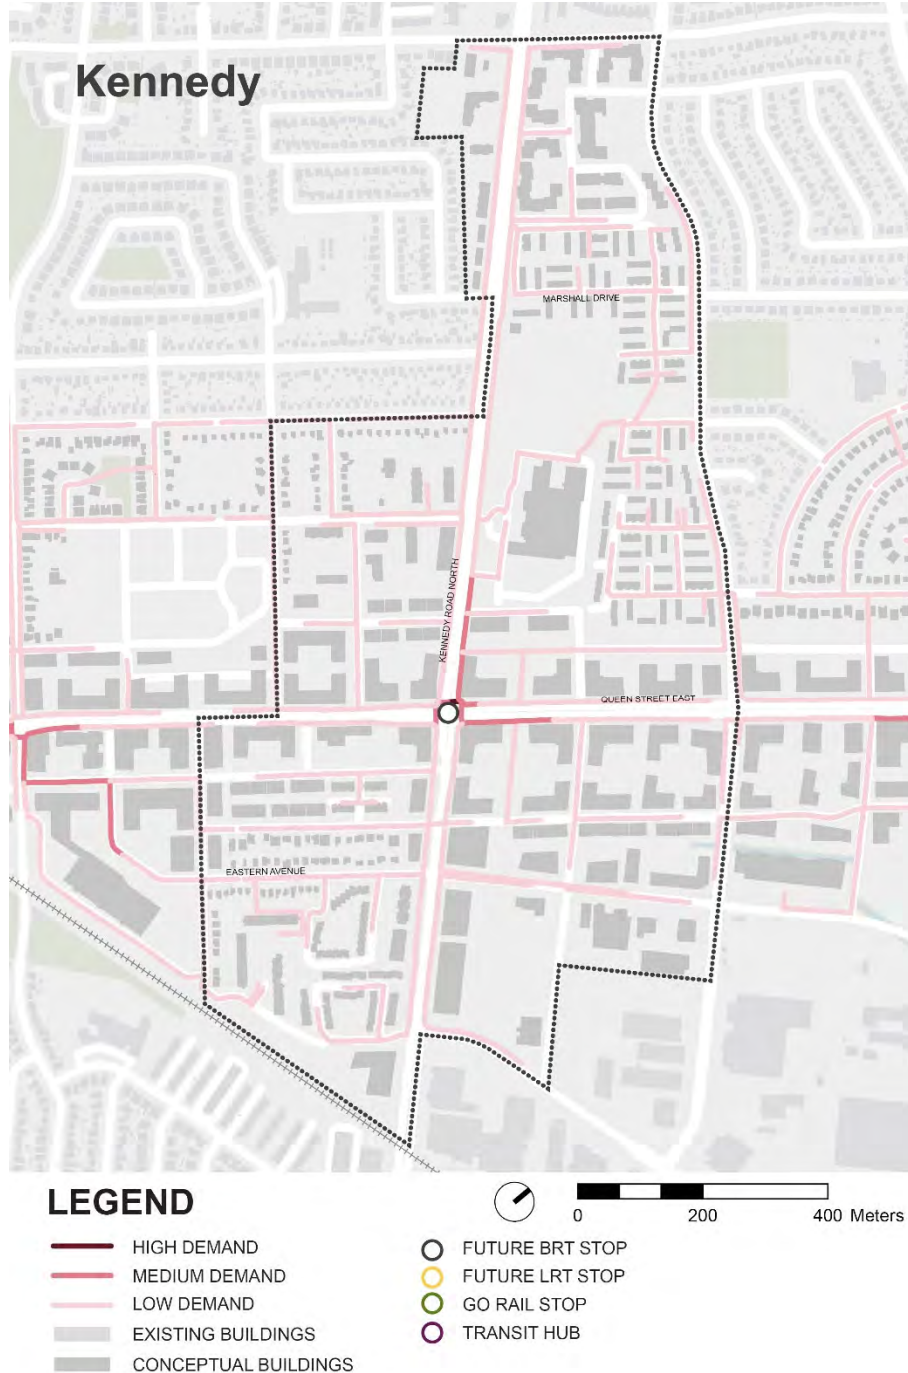 Kennedy
MARSHALL DRIVE
KENNEDY ROAD NORTH
QUEEN STREET EAST
EASTERN AVENUE
LEGEND
0 200 400 Meters
HIGH DEMAND
MEDIUM DEMAND
LOW DEMAND
EXISTING BUILDINGS
CONCEPTUAL BUILDINGS
FUTURE BRT STOP
FUTURE LRT STOP
GO RAIL STOP
TRANSIT HUB